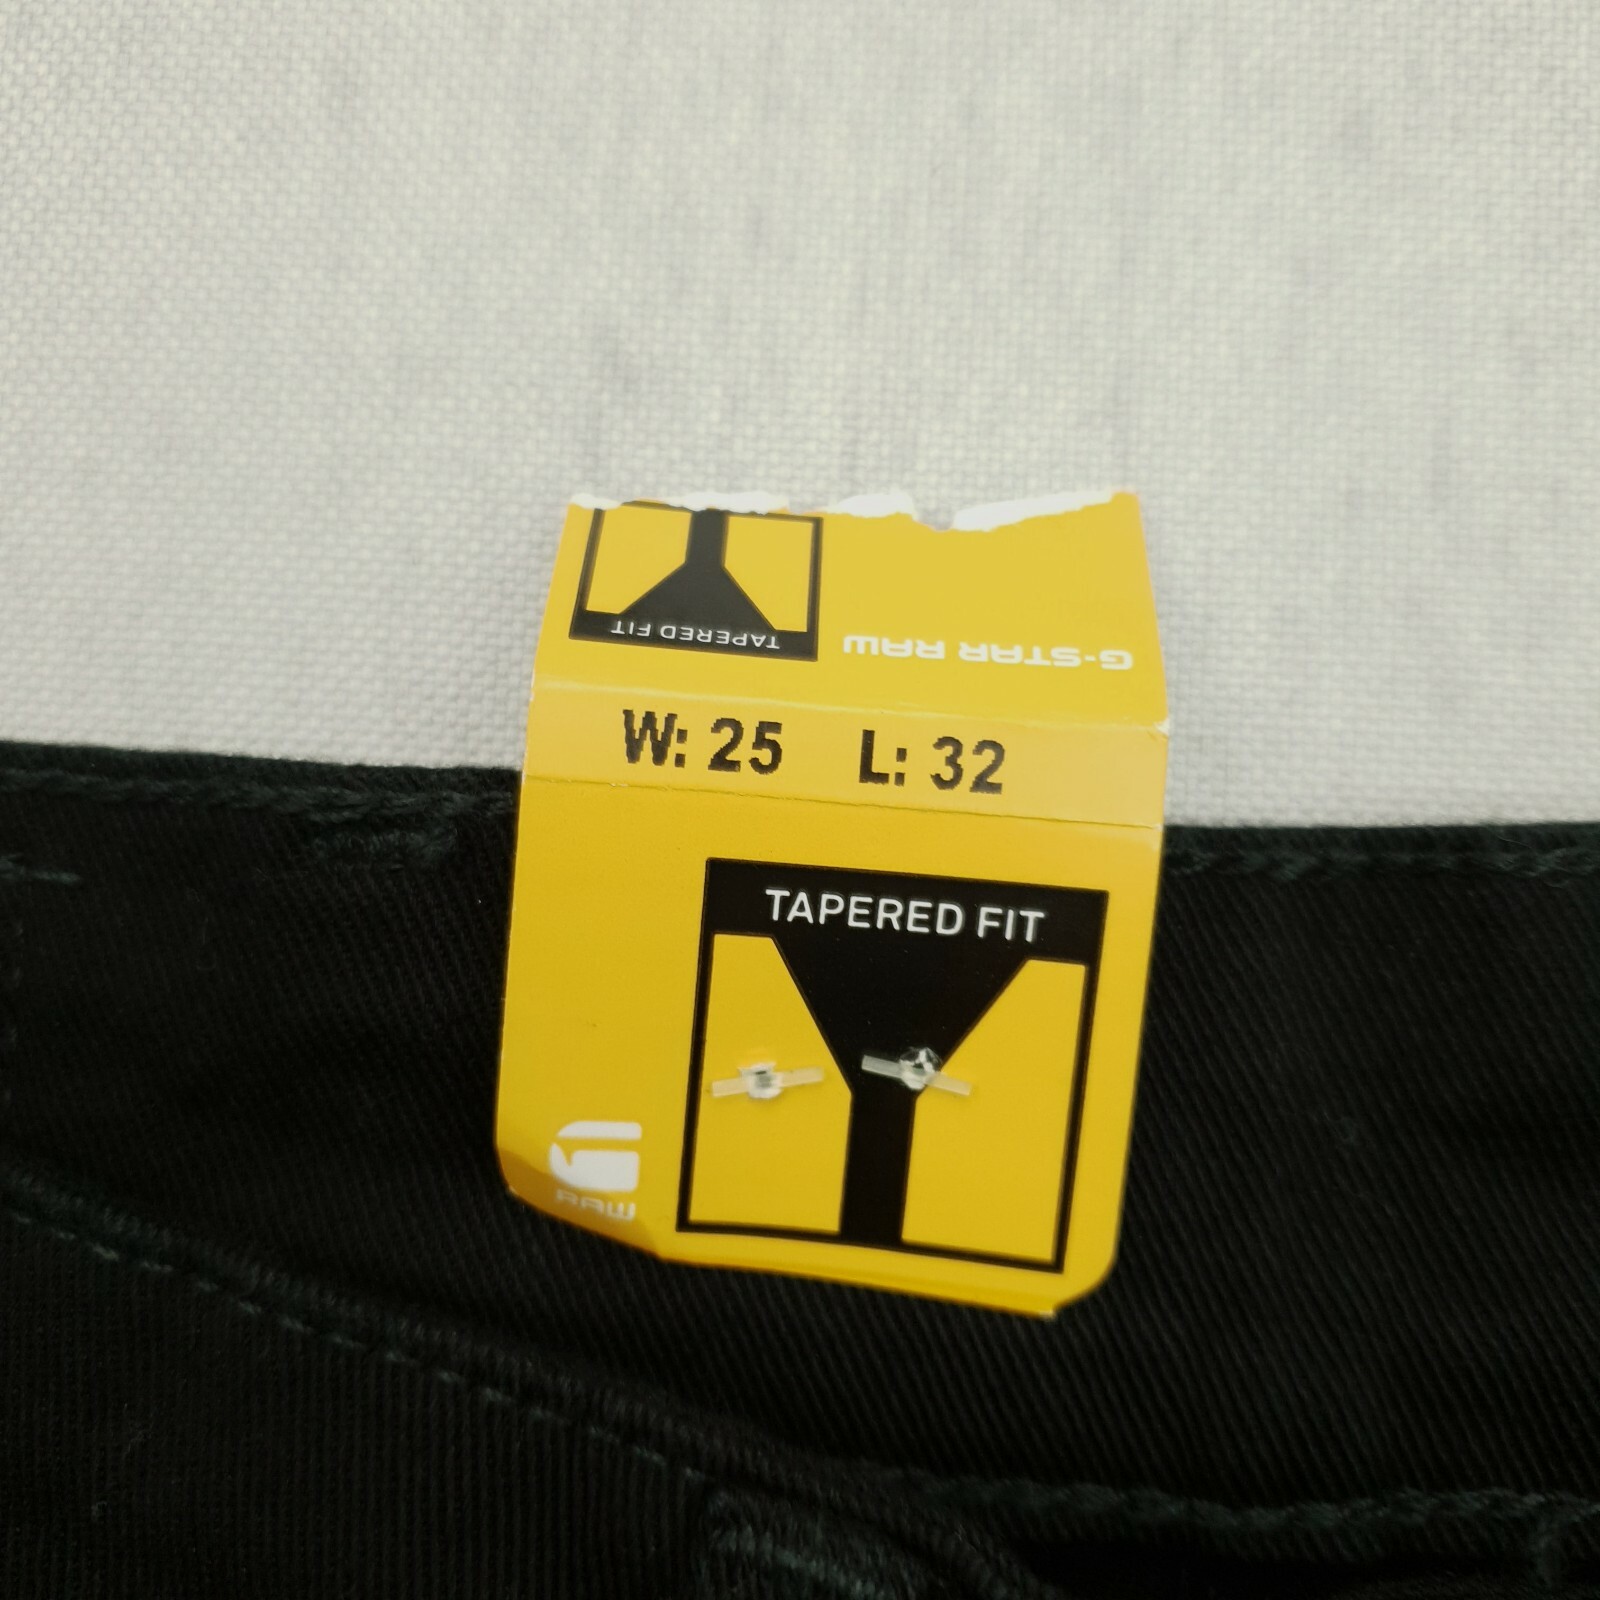 TAPERED FIT
G-STAR RAW
W: 25 L: 32
TAPERED FIT
RAW